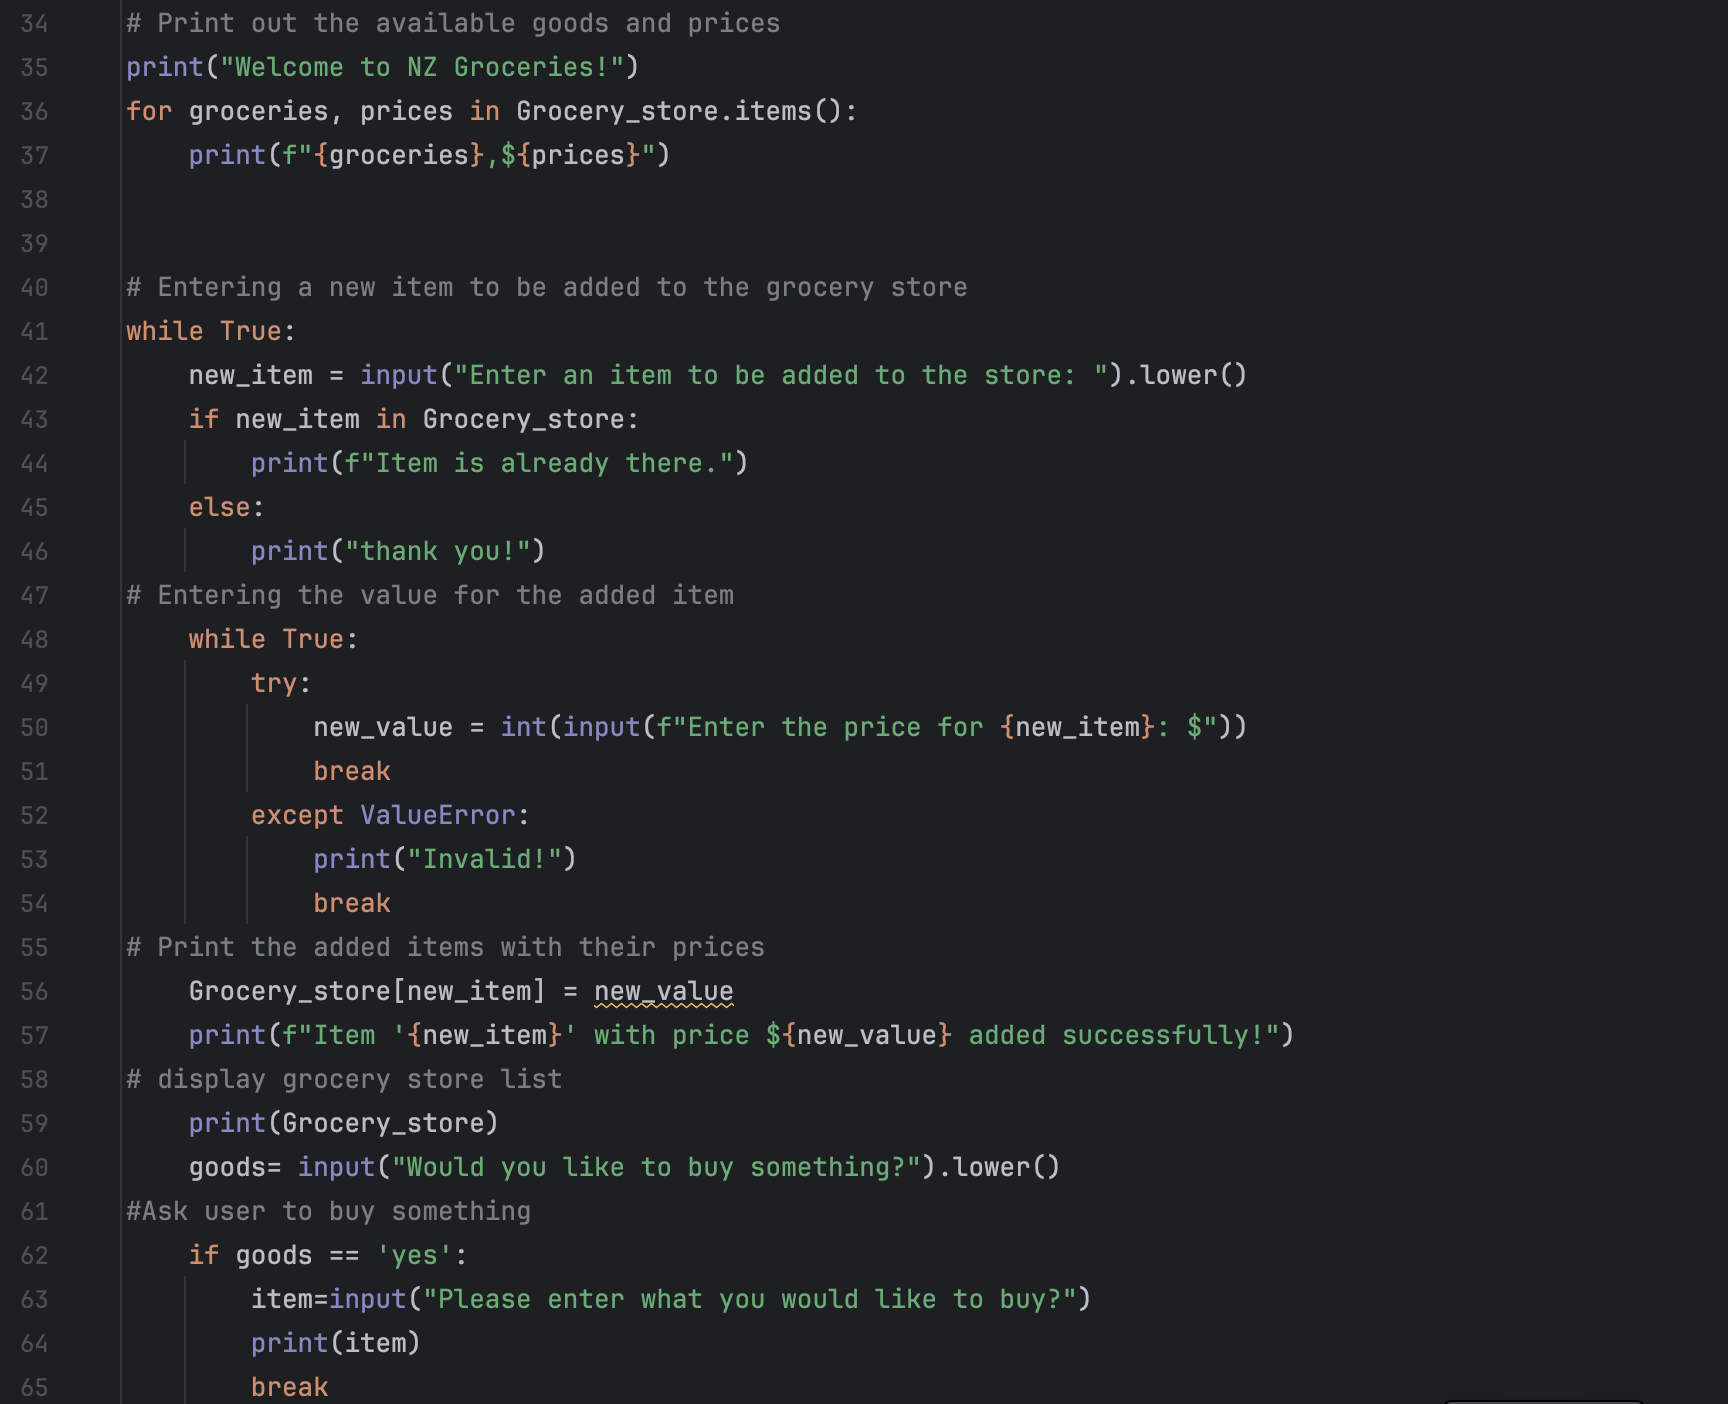 34 # Print out the available goods and prices
35 print("Welcome to NZ Groceries!")
36 for groceries, prices in Grocery_store.items():
37     print(f"{groceries},${prices}")
38
39
40 # Entering a new item to be added to the grocery store
41 while True:
42     new_item = input("Enter an item to be added to the store: ").lower()
43     if new_item in Grocery_store:
44         print(f"Item is already there.")
45     else:
46         print("thank you!")
47 # Entering the value for the added item
48     while True:
49         try:
50             new_value = int(input(f"Enter the price for {new_item}: $"))
51             break
52         except ValueError:
53             print("Invalid!")
54             break
55 # Print the added items with their prices
56     Grocery_store[new_item] = new_value
57     print(f"Item '{new_item}' with price ${new_value} added successfully!")
58 # display grocery store list
59     print(Grocery_store)
60     goods= input("Would you like to buy something?").lower()
61 #Ask user to buy something
62     if goods == 'yes':
63         item=input("Please enter what you would like to buy?")
64         print(item)
65         break